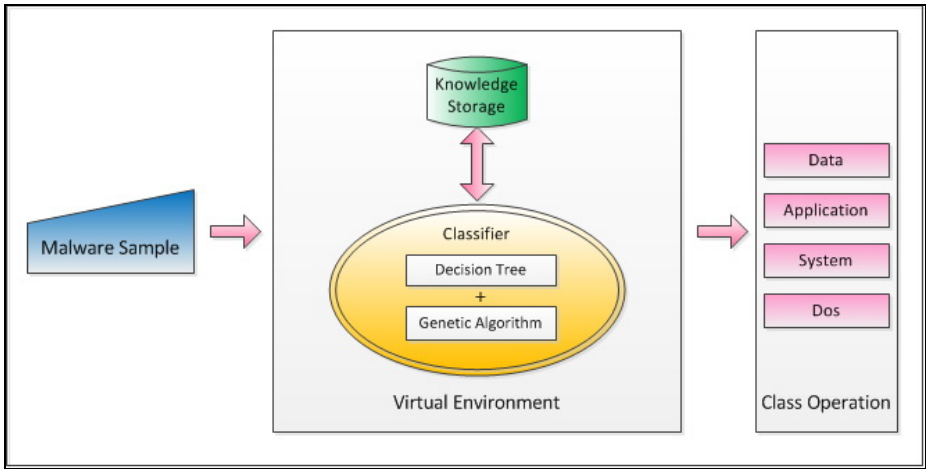 Malware Sample
Knowledge
Storage
Classifier
Decision Tree
+
Genetic Algorithm
Virtual Environment
Data
Application
System
Dos
Class Operation